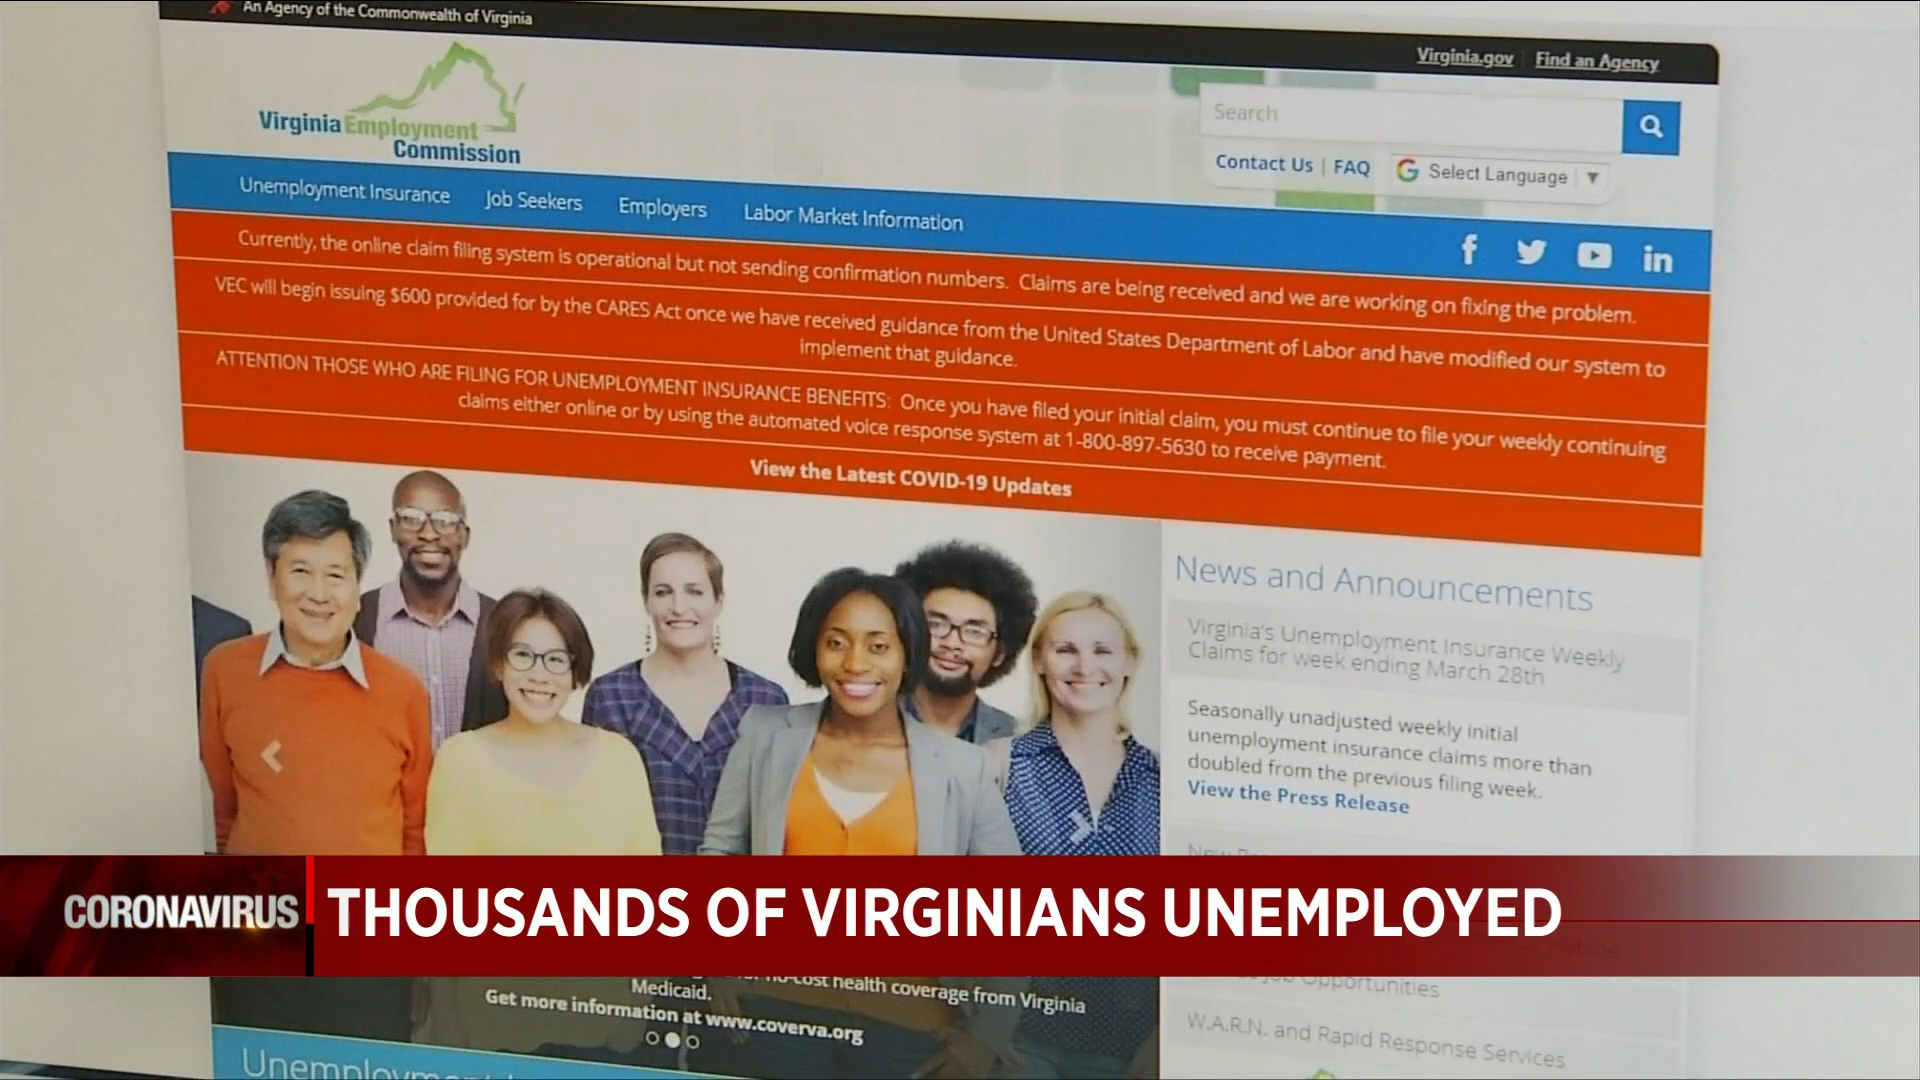 An Agency of the Commonwealth of Virginia
Virginia.gov Find an Agency
Virginia Employment
Commission
Search
Contact Us | FAQ
Select Language ▼
Unemployment Insurance Job Seekers Employers Labor Market Information
Currently, the online claim filing system is operational but not sending confirmation numbers. Claims are being received and we are working on fixing the problem.
VEC will begin issuing $600 provided for by the CARES Act once we have received guidance from the United States Department of Labor and have modified our system to
implement that guidance.
ATTENTION THOSE WHO ARE FILING FOR UNEMPLOYMENT INSURANCE BENEFITS: Once you have filed your initial claim, you must continue to file your weekly continuing
claims either online or by using the automated voice response system at 1-800-897-5630 to receive payment.
View the Latest COVID-19 Updates
News and Announcements
Virginia's Unemployment Insurance Weekly
Claims for week ending March 28th
Seasonally unadjusted weekly initial
unemployment insurance claims more than
doubled from the previous filing week.
View the Press Release
CORONAVIRUS
THOUSANDS OF VIRGINIANS UNEMPLOYED
no-cost health coverage from Virginia
Medicaid.
Get more information at www.coverva.org
Job Opportunities
W.A.R.N. and Rapid Response Services